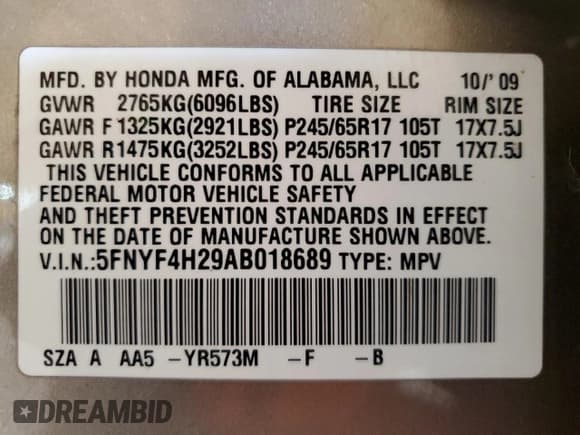 MFD. BY HONDA MFG. OF ALABAMA, LLC 10/'09
GVWR 2765KG(6096LBS) TIRE SIZE RIM SIZE
GAWR F 1325KG(2921LBS) P245/65R17 105T 17X7.5J
GAWR R 1475KG(3252LBS) P245/65R17 105T 17X7.5J
THIS VEHICLE CONFORMS TO ALL APPLICABLE
FEDERAL MOTOR VEHICLE SAFETY
AND THEFT PREVENTION STANDARDS IN EFFECT
ON THE DATE OF MANUFACTURE SHOWN ABOVE.
V.I.N.:5FNYF4H29AB018689 TYPE: MPV
SZA A AA5 -YR573M -F -B
DREAMBID